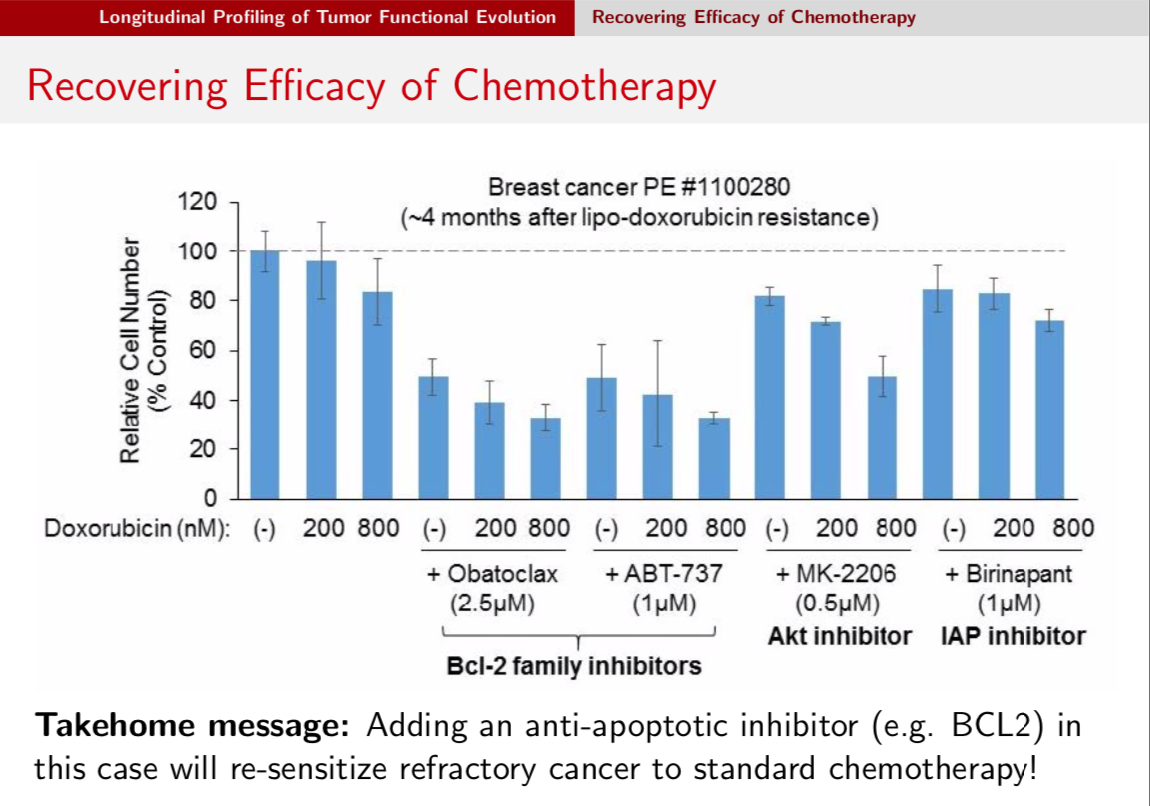 Longitudinal Profiling of Tumor Functional Evolution Recovering Efficacy of Chemotherapy
Recovering Efficacy of Chemotherapy
Breast cancer PE #1100280
(~4 months after lipo-doxorubicin resistance)
Relative Cell Number
(% Control)
120
100
80
60
40
20
0
Doxorubicin (nM): (-) 200 800 (-) 200 800 (-) 200 800 (-) 200 800 (-) 200 800
+ Obatoclax + ABT-737 + MK-2206 + Birinapant
(2.5μM) (1μM) (0.5μM) (1μM)
Akt inhibitor IAP inhibitor
Bcl-2 family inhibitors
Takehome message: Adding an anti-apoptotic inhibitor (e.g. BCL2) in
this case will re-sensitize refractory cancer to standard chemotherapy!